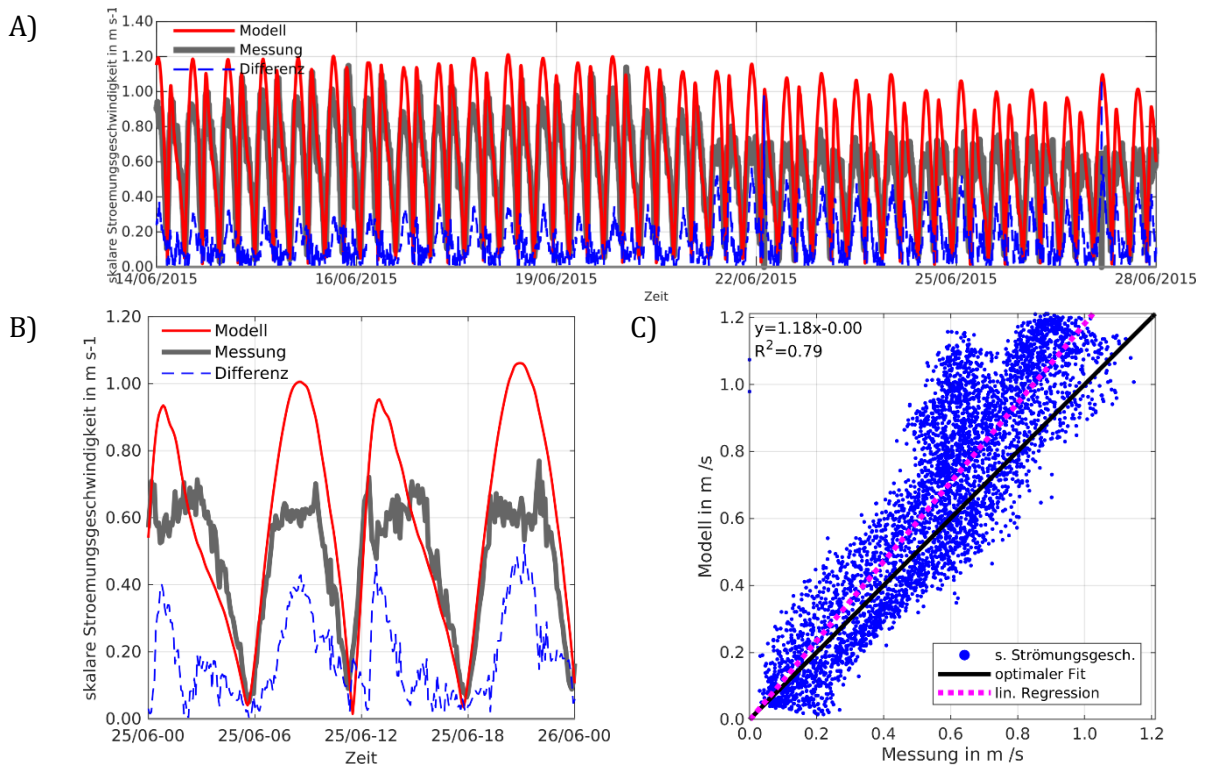 A)
skalare Stroemungsgeschwindigkeit in m s-1
1.40
1.20
1.00
0.80
0.60
0.40
0.20
0.00
Modell
Messung
Differenz
14/06/2015
16/06/2015
19/06/2015
22/06/2015
25/06/2015
28/06/2015
Zeit
B)
skalare Stroemungsgeschwindigkeit in m s-1
1.20
1.00
0.80
0.60
0.40
0.20
0.00
Modell
Messung
Differenz
25/06-00
25/06-06
25/06-12
25/06-18
26/06-00
Zeit
C)
y=1.18x-0.00
R²=0.79
Modell in m /s
1.2
1.0
0.8
0.6
0.4
0.2
0.0
s. Strömungsgesch.
optimaler Fit
lin. Regression
0.0
0.2
0.4
0.6
0.8
1.0
1.2
Messung in m /s